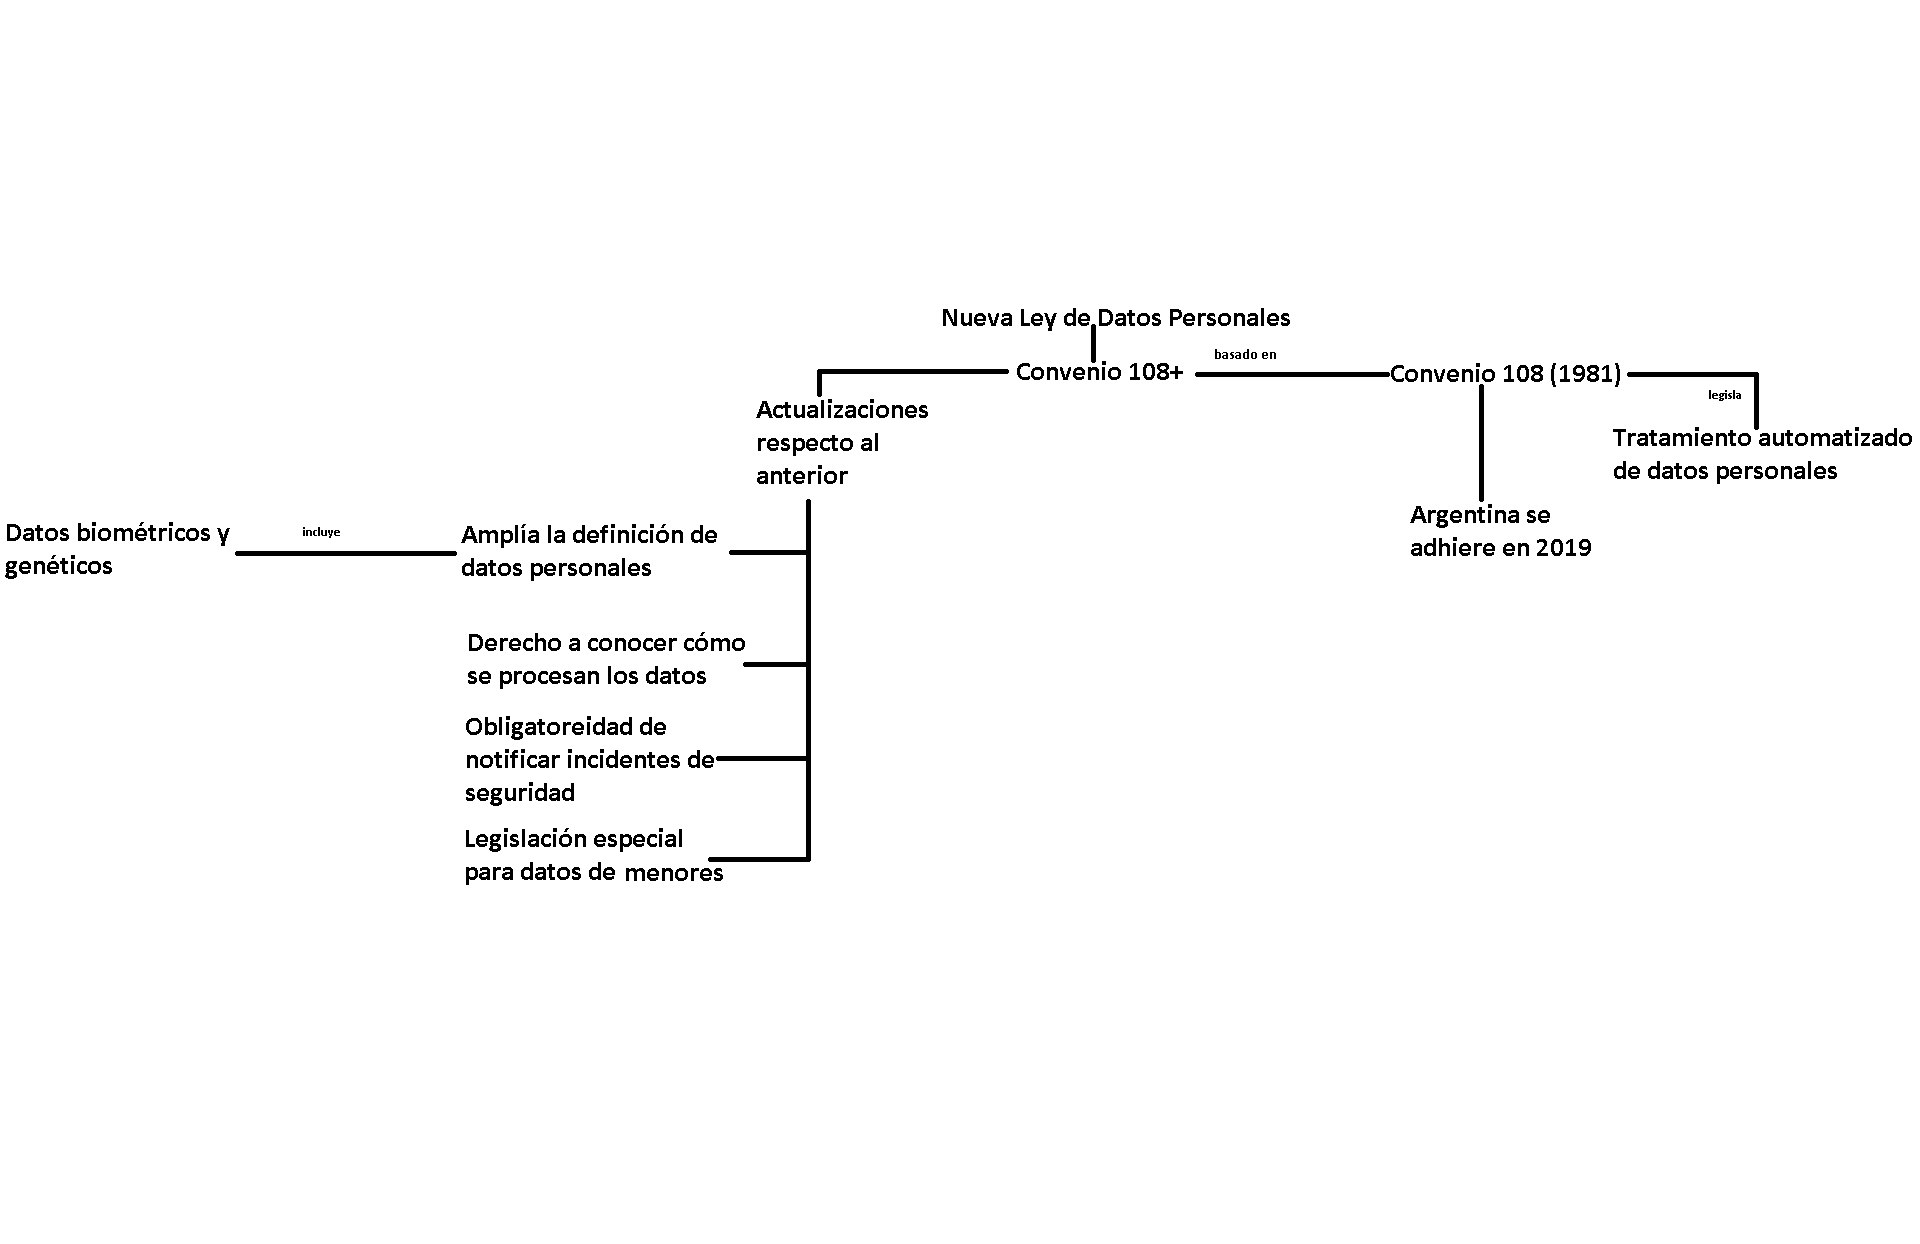 Nueva Ley de Datos Personales
Convenio 108+
basado en
Convenio 108 (1981)
legisla
Tratamiento automatizado
de datos personales
Argentina se
adhiere en 2019
Actualizaciones
respecto al
anterior
Amplía la definición de
datos personales
incluye
Datos biométricos y
genéticos
Derecho a conocer cómo
se procesan los datos
Obligatoreidad de
notificar incidentes de
seguridad
Legislación especial
para datos de menores